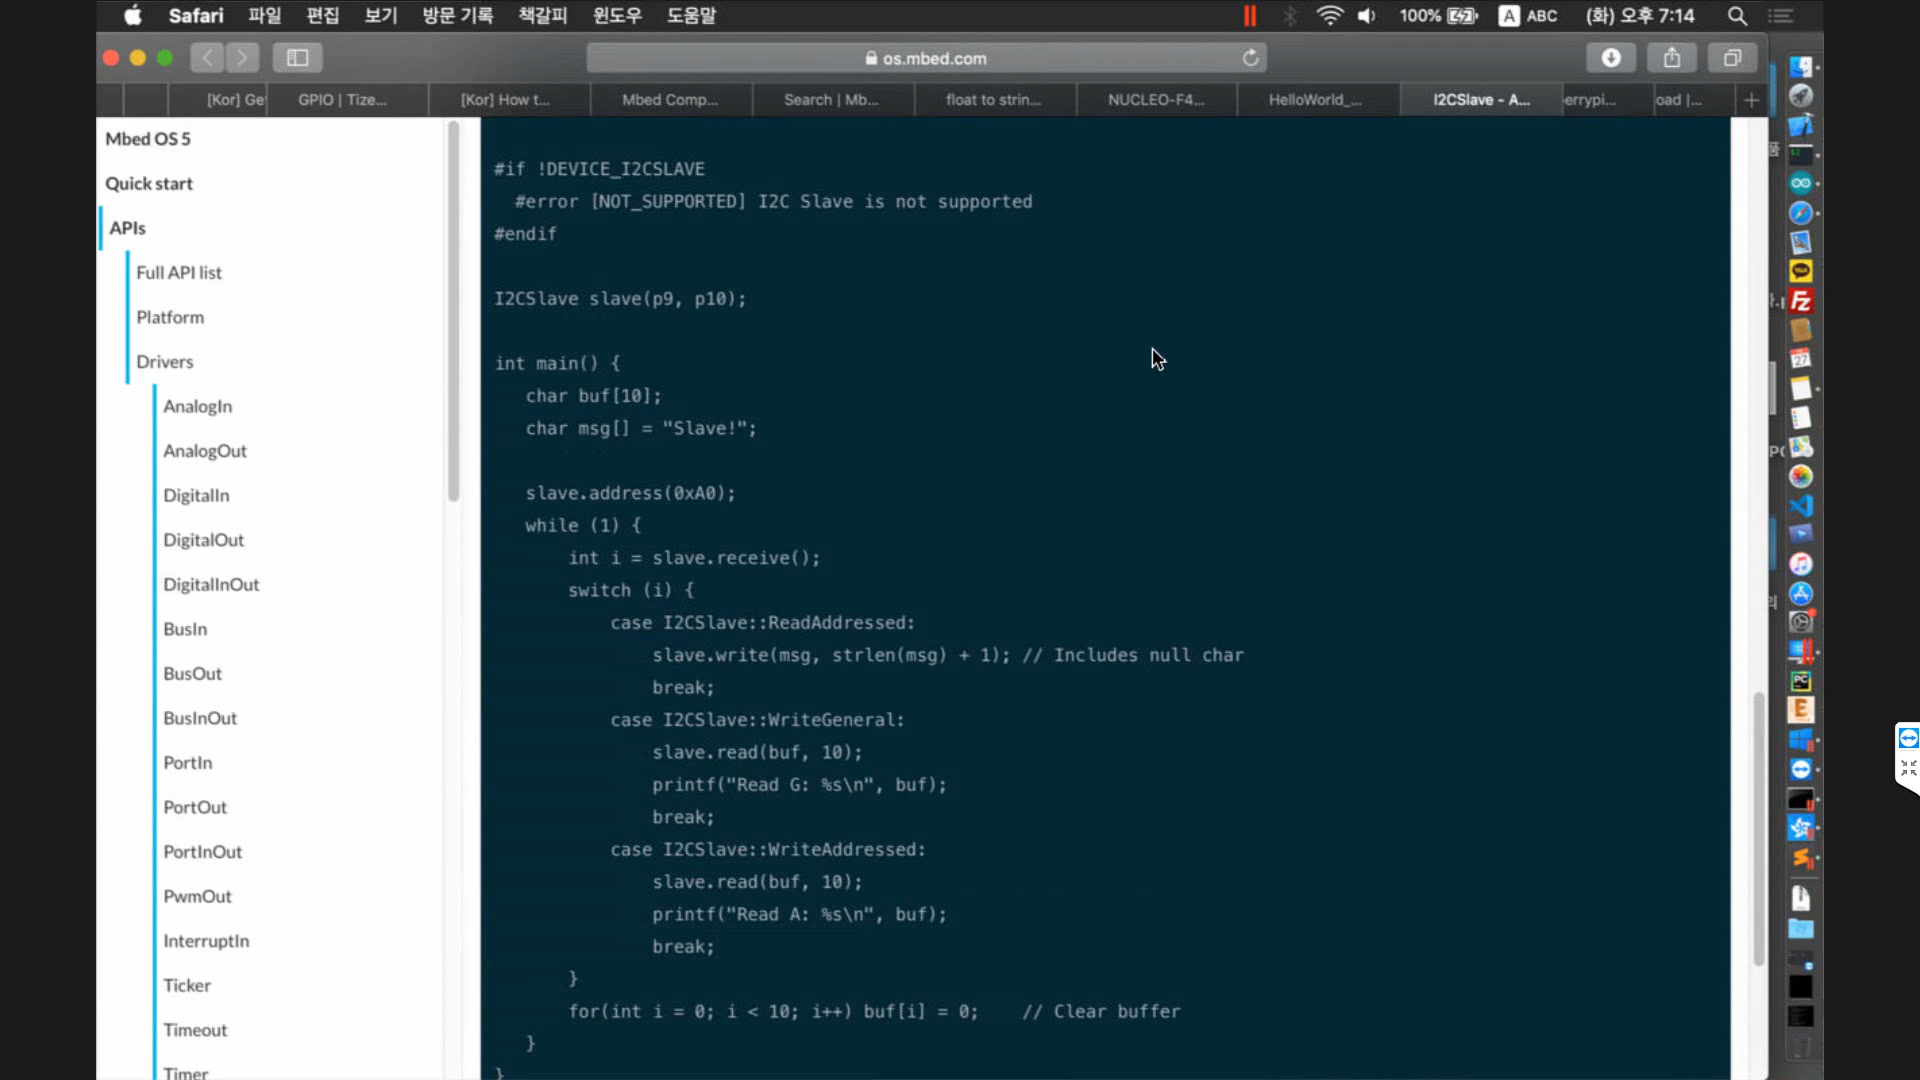 Safari 파일 편집 보기 방문 기록 책갈피 윈도우 도움말 100% A ABC (화) 오후 7:14
os.mbed.com
[Kor] Ge GPIO | Tize... [Kor] How t... Mbed Comp... Search | Mb... float to strin... NUCLEO-F4... HelloWorld_... I2CSlave - A... errypi... oad |...
Mbed OS 5
Quick start
APIs
Full API list
Platform
Drivers
AnalogIn
AnalogOut
DigitalIn
DigitalOut
DigitalInOut
BusIn
BusOut
BusInOut
PortIn
PortOut
PortInOut
PwmOut
InterruptIn
Ticker
Timeout
Timer
#if !DEVICE_I2CSLAVE
#error [NOT_SUPPORTED] I2C Slave is not supported
#endif
I2CSlave slave(p9, p10);
int main() {
char buf[10];
char msg[] = "Slave!";
slave.address(0xA0);
while (1) {
int i = slave.receive();
switch (i) {
case I2CSlave::ReadAddressed:
slave.write(msg, strlen(msg) + 1); // Includes null char
break;
case I2CSlave::WriteGeneral:
slave.read(buf, 10);
printf("Read G: %s\n", buf);
break;
case I2CSlave::WriteAddressed:
slave.read(buf, 10);
printf("Read A: %s\n", buf);
break;
}
for(int i = 0; i < 10; i++) buf[i] = 0; // Clear buffer
}
}